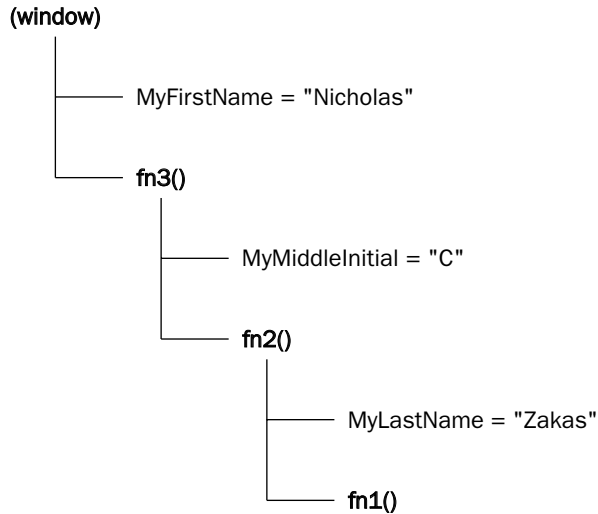 (window)
MyFirstName = "Nicholas"
fn3()
MyMiddleInitial = "C"
fn2()
MyLastName = "Zakas"
fn1()